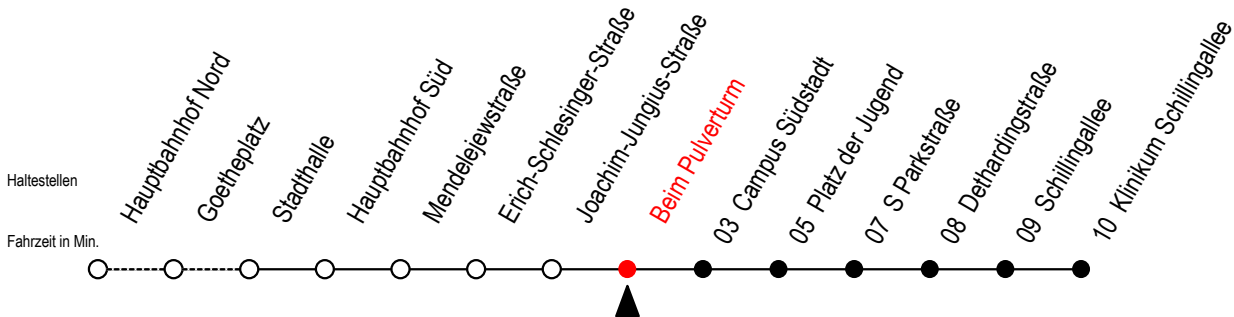 Haltestellen
Fahrzeit in Min.
Hauptbahnhof Nord
Goetheplatz
Stadthalle
Hauptbahnhof Süd
Mendelejewstraße
Erich-Schlesinger-Straße
Joachim-Jungius-Straße
Beim Pulverturm
03 Campus Südstadt
05 Platz der Jugend
07 S Parkstraße
08 Dethardingstraße
09 Schillingallee
10 Klinikum Schillingallee